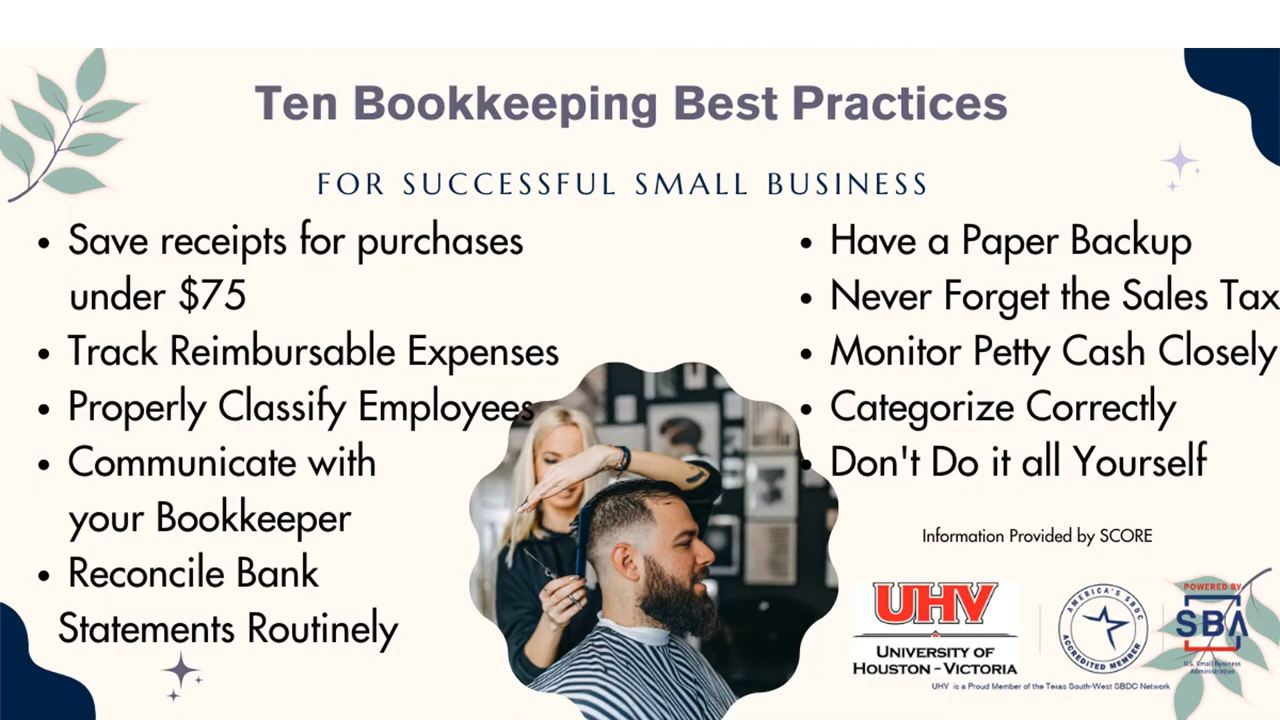 Ten Bookkeeping Best Practices
FOR SUCCESSFUL SMALL BUSINESS
• Save receipts for purchases
under $75
• Track Reimbursable Expenses
• Properly Classify Employees
• Communicate with
your Bookkeeper
• Reconcile Bank
Statements Routinely
• Have a Paper Backup
• Never Forget the Sales Tax
• Monitor Petty Cash Closely
• Categorize Correctly
• Don't Do it all Yourself
Information Provided by SCORE
UHV
UNIVERSITY OF
HOUSTON-VICTORIA
AMERICA'S SBDC
ACCREDITED MEMBER
POWERED BY
SBA
U.S. Small Business
Administration
UHV is a Proud Member of the Texas South-West SBDC Network